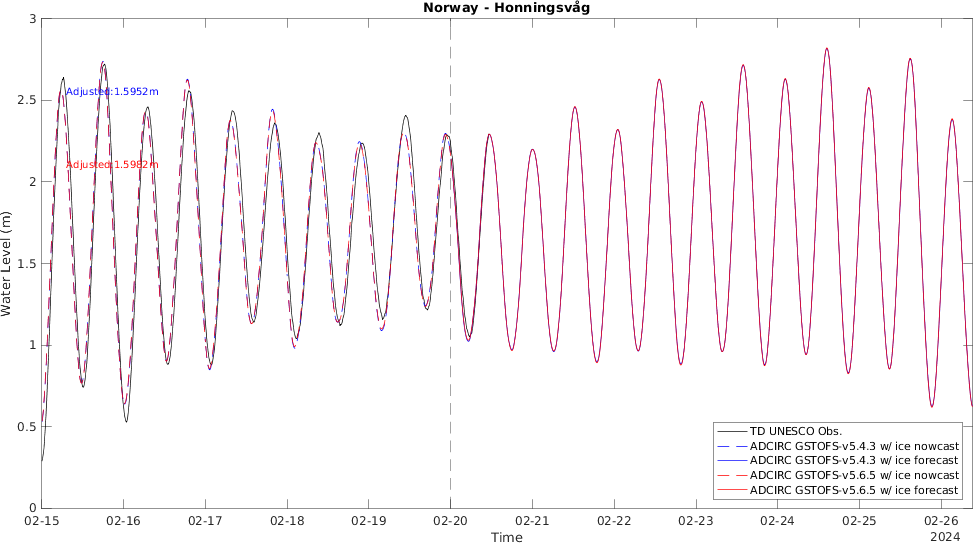 Norway - Honningsvåg
3
2.5
2
1.5
1
0.5
0
Water Level (m)
Adjusted:1.5952m
Adjusted:1.5982m
TD UNESCO Obs.
ADCIRC GSTOFS-v5.4.3 w/ ice nowcast
ADCIRC GSTOFS-v5.4.3 w/ ice forecast
ADCIRC GSTOFS-v5.6.5 w/ ice nowcast
ADCIRC GSTOFS-v5.6.5 w/ ice forecast
02-15 02-16 02-17 02-18 02-19 02-20 02-21 02-22 02-23 02-24 02-25 02-26
Time
2024